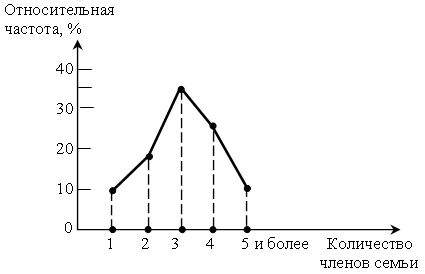 Относительная
частота, %
40
30
20
10
0
1 2 3 4 5 и более Количество
членов семьи